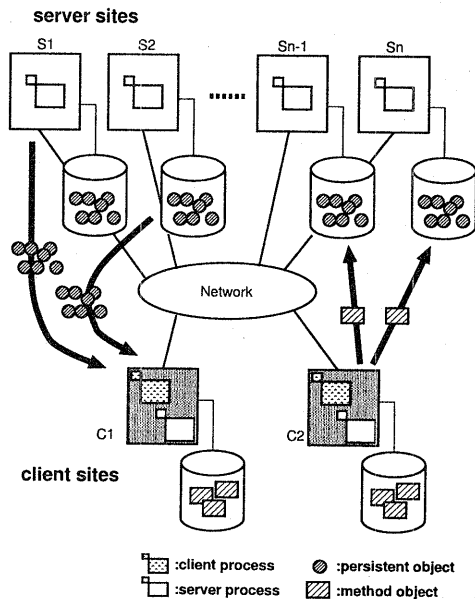 server sites
S1
S2
Sn-1
Sn
Network
C1
C2
client sites
:client process
:persistent object
:server process
:method object